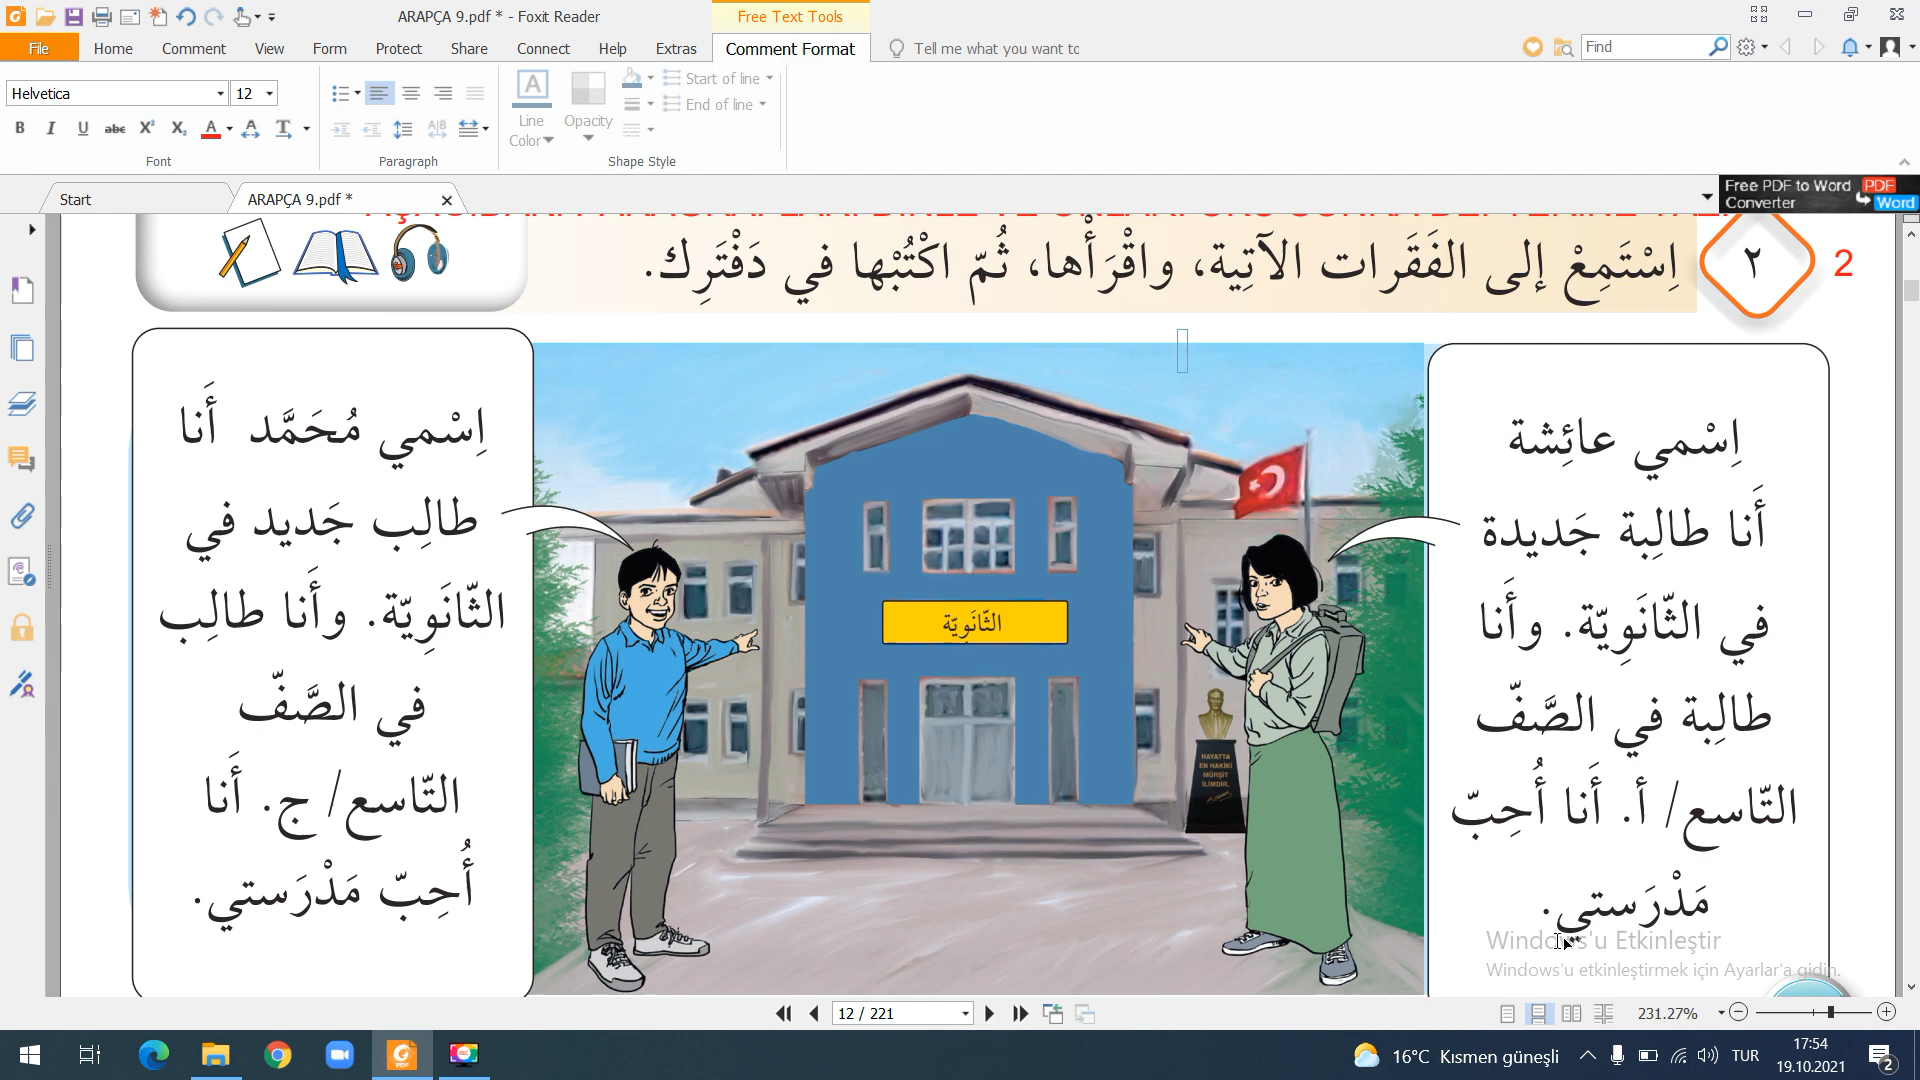 ARAPÇA 9.pdf * - Foxit Reader
Free Text Tools
File Home Comment View Form Protect Share Connect Help Extras Comment Format Tell me what you want to Find
Helvetica 12
Start of line
End of line
Line Color
Opacity
B I U abc X² X₂ A
Font Paragraph Shape Style
Start
ARAPÇA 9.pdf *
Free PDF to Word Converter
PDF Word
2
٢
اِسْتَمِعْ إلى الفَقَرات الآتِية، واقْرَأْها، ثُمّ اكْتُبْها في دَفْتَرِك.
اِسْمي عائِشة
أَنا طالِبة جَديدة
في الثّانَوِيّة. وأَنا
طالِبة في الصَّفّ
التّاسع/ أ. أَنا أُحِبّ
مَدْرَستي.
الثّانَوِيّة
HAYATTA
EN HAKİKİ
MÜRŞİT
İLİMDİR.
اِسْمي مُحَمَّد أَنا
طالِب جَديد في
الثّانَوِيّة. وأَنا طالِب
في الصَّفّ
التّاسع/ ج. أَنا
أُحِبّ مَدْرَستي.
Windows'u Etkinleştir
Windows'u etkinleştirmek için Ayarlar'a gidin.
12 / 221
231.27%
16°C Kısmen güneşli
TUR
17:54
19.10.2021
2